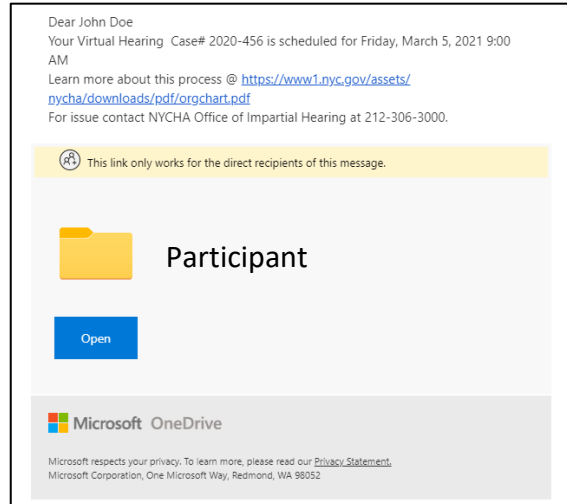 Dear John Doe
Your Virtual Hearing  Case# 2020-456 is scheduled for Friday, March 5, 2021 9:00
AM
Learn more about this process @ https://www1.nyc.gov/assets/
nycha/downloads/pdf/orgchart.pdf
For issue contact NYCHA Office of Impartial Hearing at 212-306-3000.
This link only works for the direct recipients of this message.
Participant
Open
Microsoft OneDrive
Microsoft respects your privacy. To learn more, please read our Privacy Statement.
Microsoft Corporation, One Microsoft Way, Redmond, WA 98052